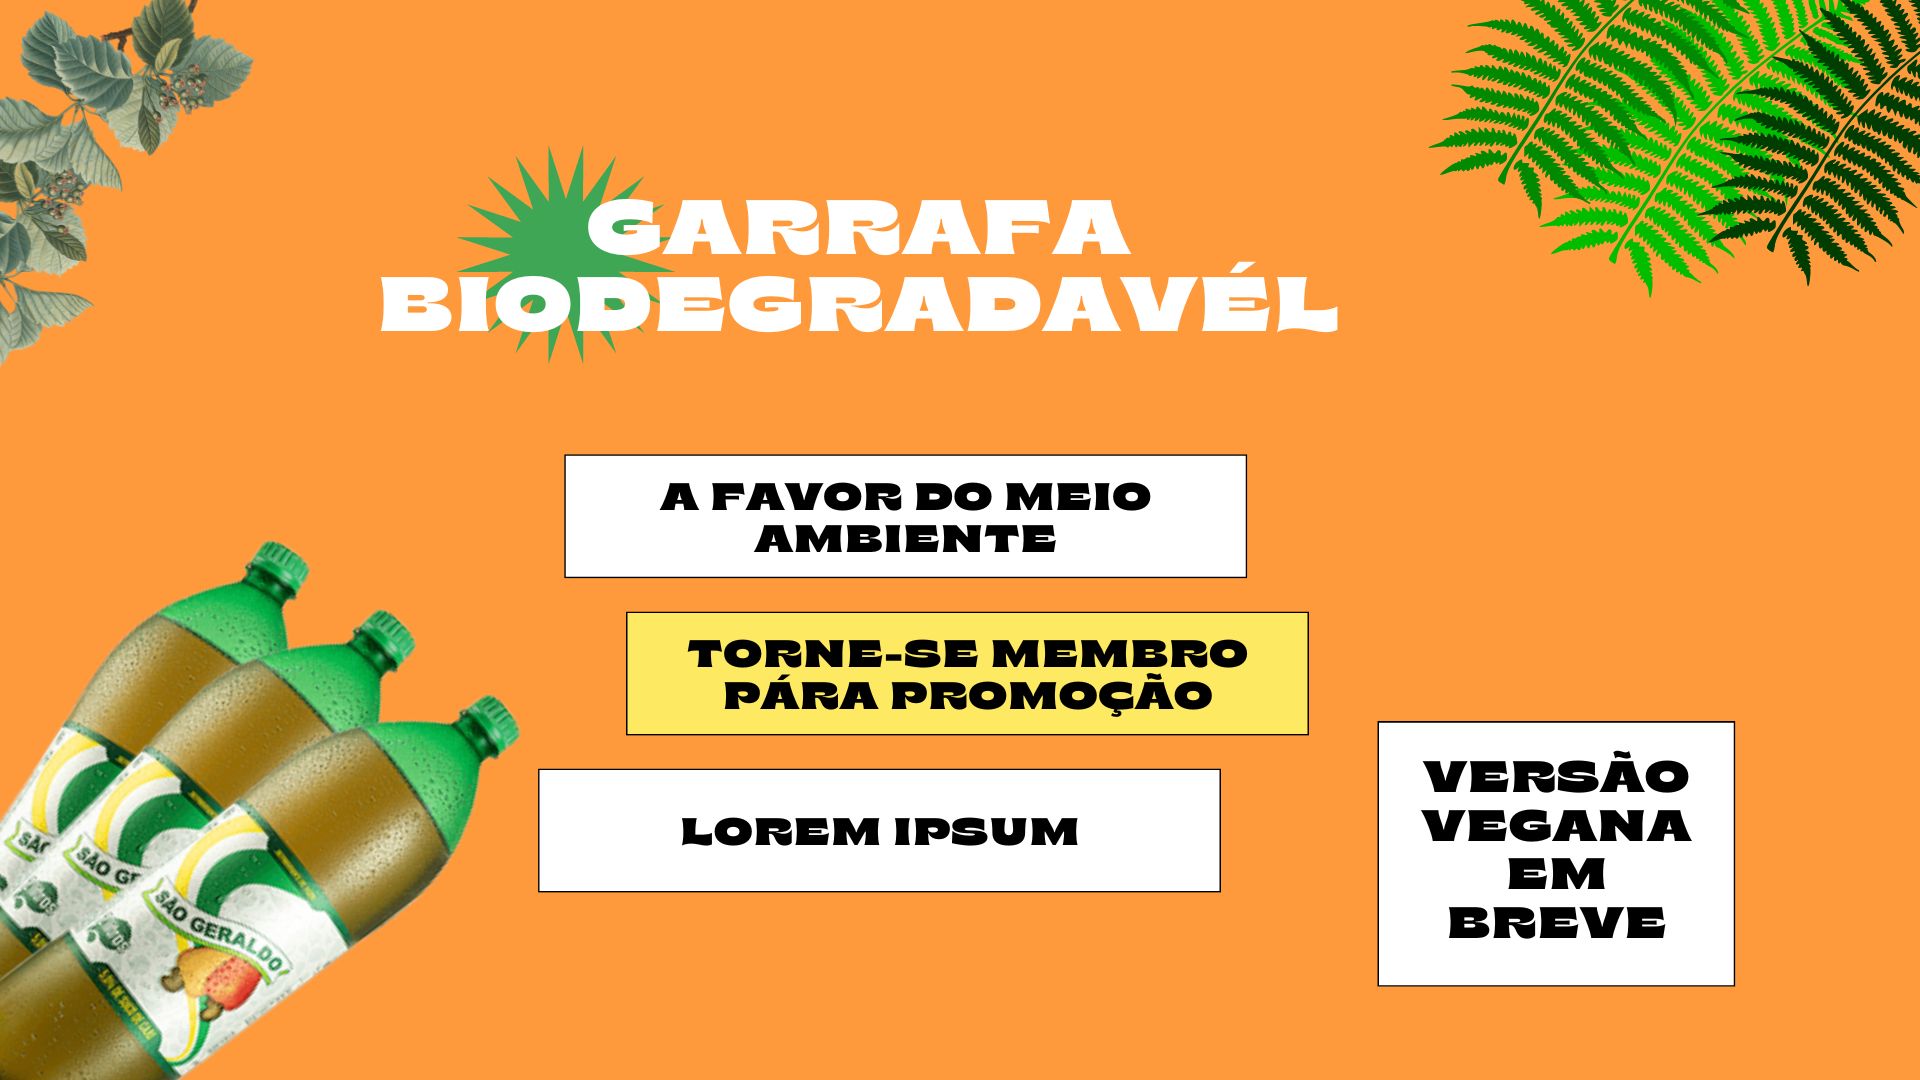 GARRAFA
BIODEGRADAVÉL
A FAVOR DO MEIO
AMBIENTE
TORNE-SE MEMBRO
PÁRA PROMOÇÃO
LOREM IPSUM
VERSÃO
VEGANA
EM
BREVE
SÃO GERALDO